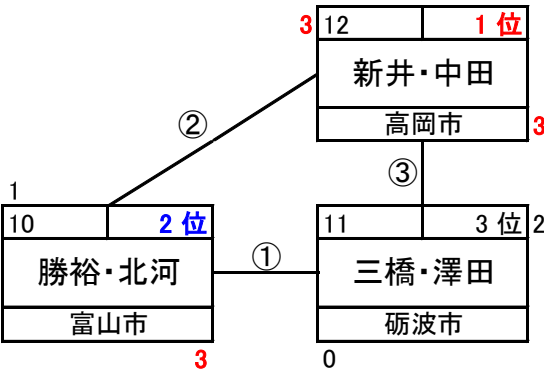 3 12 1 位
新井・中田
高岡市 3
②
③
1
10 2 位
勝裕・北河
富山市
3
①
11 3 位 2
三橋・澤田
砺波市
0